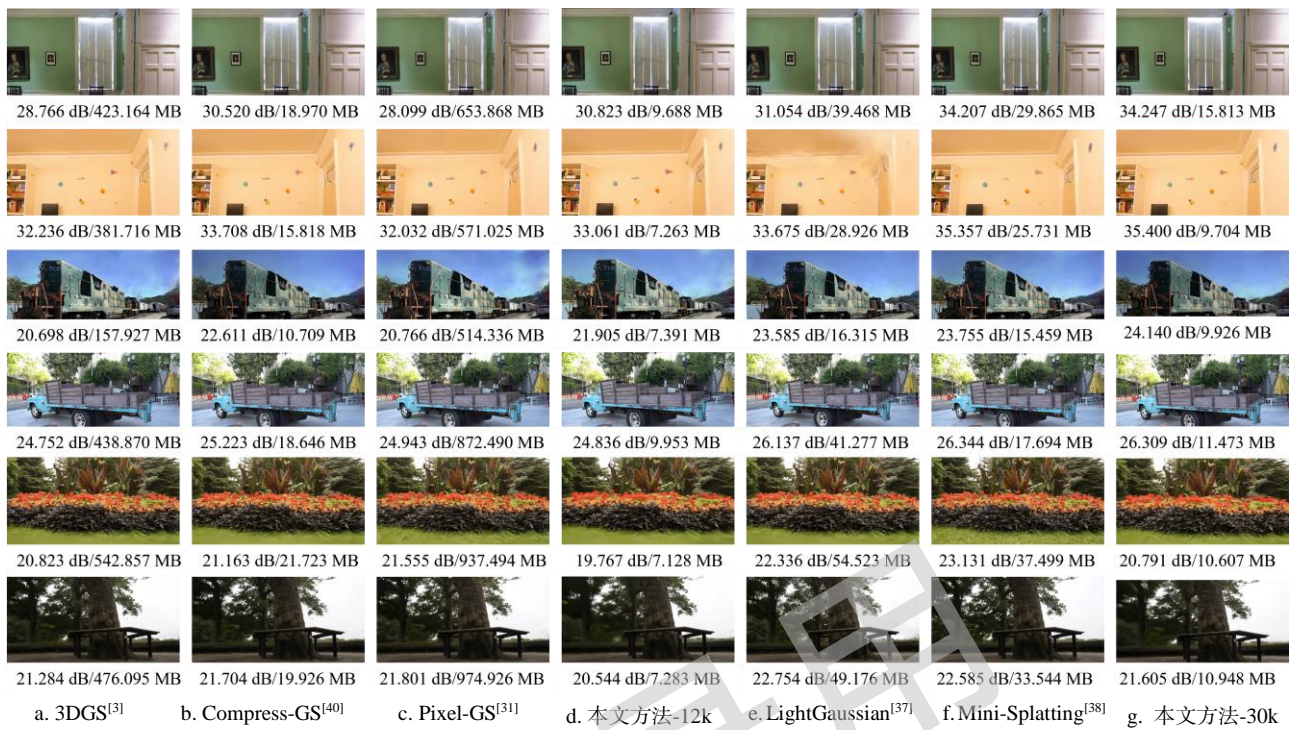 28.766 dB/423.164 MB 30.520 dB/18.970 MB 28.099 dB/653.868 MB 30.823 dB/9.688 MB 31.054 dB/39.468 MB 34.207 dB/29.865 MB 34.247 dB/15.813 MB
32.236 dB/381.716 MB 33.708 dB/15.818 MB 32.032 dB/571.025 MB 33.061 dB/7.263 MB 33.675 dB/28.926 MB 35.357 dB/25.731 MB 35.400 dB/9.704 MB
20.698 dB/157.927 MB 22.611 dB/10.709 MB 20.766 dB/514.336 MB 21.905 dB/7.391 MB 23.585 dB/16.315 MB 23.755 dB/15.459 MB 24.140 dB/9.926 MB
24.752 dB/438.870 MB 25.223 dB/18.646 MB 24.943 dB/872.490 MB 24.836 dB/9.953 MB 26.137 dB/41.277 MB 26.344 dB/17.694 MB 26.309 dB/11.473 MB
20.823 dB/542.857 MB 21.163 dB/21.723 MB 21.555 dB/937.494 MB 19.767 dB/7.128 MB 22.336 dB/54.523 MB 23.131 dB/37.499 MB 20.791 dB/10.607 MB
21.284 dB/476.095 MB 21.704 dB/19.926 MB 21.801 dB/974.926 MB 20.544 dB/7.283 MB 22.754 dB/49.176 MB 22.585 dB/33.544 MB 21.605 dB/10.948 MB
a. 3DGS[3] b. Compress-GS[40] c. Pixel-GS[31] d. 本文方法-12k e. LightGaussian[37] f. Mini-Splatting[38] g. 本文方法-30k
用